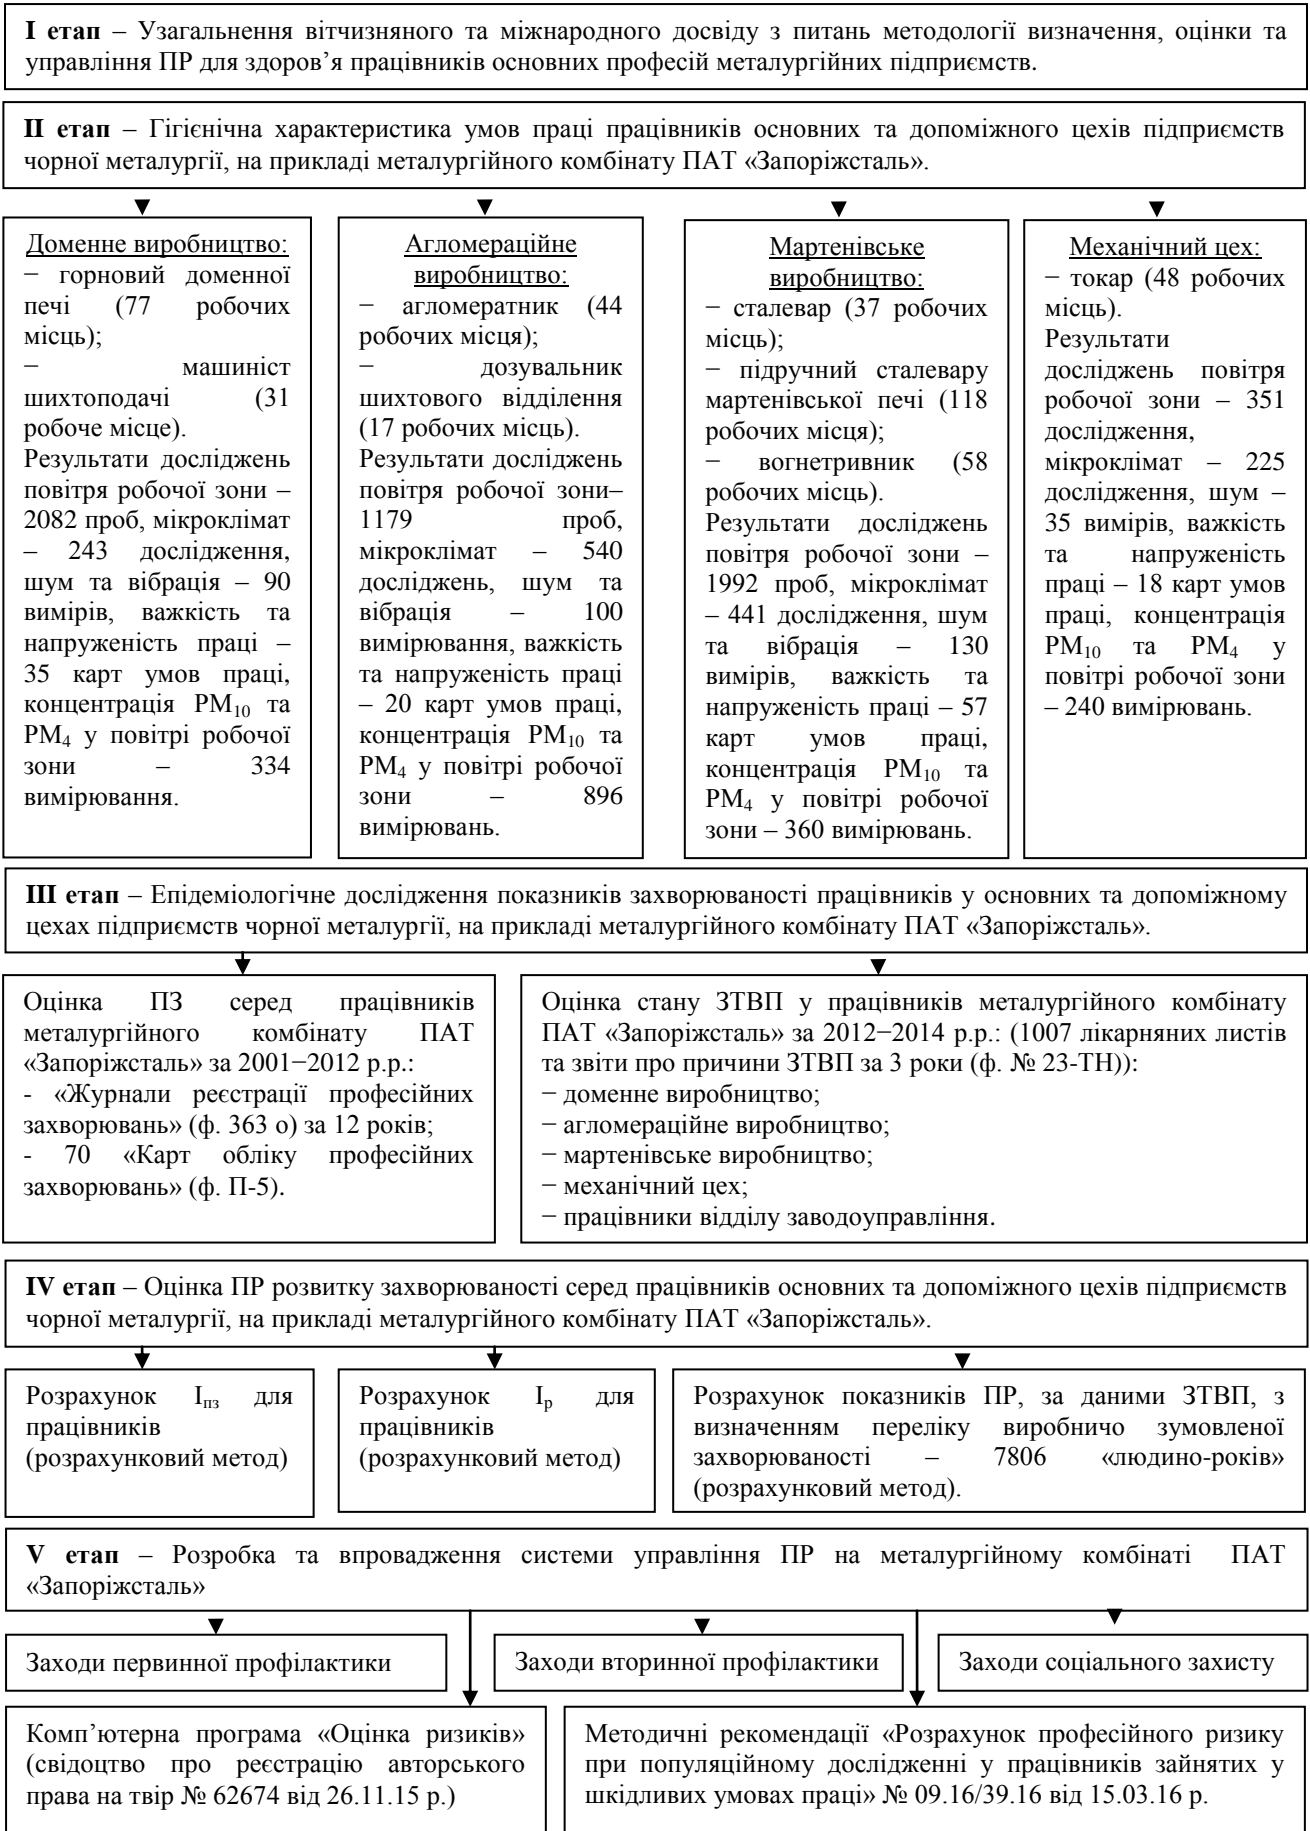 I етап – Узагальнення вітчизняного та міжнародного досвіду з питань методології визначення, оцінки та
управління ПР для здоров’я працівників основних професій металургійних підприємств.
II етап – Гігієнічна характеристика умов праці працівників основних та допоміжного цехів підприємств
чорної металургії, на прикладі металургійного комбінату ПАТ «Запоріжсталь».
Доменне виробництво:
− горновий доменної
печі (77 робочих
місць);
− машиніст
шихтоподачі (31
робоче місце).
Результати досліджень
повітря робочої зони –
2082 проб, мікроклімат
– 243 дослідження,
шум та вібрація – 90
вимірів, важкість та
напруженість праці –
35 карт умов праці,
концентрація PM₁₀ та
PM₄ у повітрі робочої
зони – 334
вимірювання.
Агломераційне
виробництво:
− агломератник (44
робочих місця);
− дозувальник
шихтового відділення
(17 робочих місць).
Результати досліджень
повітря робочої зони–
1179 проб,
мікроклімат – 540
досліджень, шум та
вібрація – 100
вимірювання, важкість
та напруженість праці
– 20 карт умов праці,
концентрація PM₁₀ та
PM₄ у повітрі робочої
зони – 896
вимірювань.
Мартенівське
виробництво:
− сталевар (37 робочих
місць);
− підручний сталевару
мартенівської печі (118
робочих місця);
− вогнетривник (58
робочих місць).
Результати досліджень
повітря робочої зони –
1992 проб, мікроклімат
– 441 дослідження, шум
та вібрація – 130
вимірів, важкість та
напруженість праці – 57
карт умов праці,
концентрація PM₁₀ та
PM₄ у повітрі робочої
зони – 360 вимірювань.
Механічний цех:
− токар (48 робочих
місць).
Результати
досліджень повітря
робочої зони – 351
дослідження,
мікроклімат – 225
дослідження, шум –
35 вимірів, важкість
та напруженість
праці – 18 карт умов
праці, концентрація
PM₁₀ та PM₄ у
повітрі робочої зони
– 240 вимірювань.
III етап – Епідеміологічне дослідження показників захворюваності працівників у основних та допоміжному
цехах підприємств чорної металургії, на прикладі металургійного комбінату ПАТ «Запоріжсталь».
Оцінка ПЗ серед працівників
металургійного комбінату ПАТ
«Запоріжсталь» за 2001−2012 р.р.:
- «Журнали реєстрації професійних
захворювань» (ф. 363 о) за 12 років;
- 70 «Карт обліку професійних
захворювань» (ф. П-5).
Оцінка стану ЗТВП у працівників металургійного комбінату
ПАТ «Запоріжсталь» за 2012−2014 р.р.: (1007 лікарняних листів
та звіти про причини ЗТВП за 3 роки (ф. № 23-ТН)):
− доменне виробництво;
− агломераційне виробництво;
− мартенівське виробництво;
− механічний цех;
− працівники відділу заводоуправління.
IV етап – Оцінка ПР розвитку захворюваності серед працівників основних та допоміжного цехів підприємств
чорної металургії, на прикладі металургійного комбінату ПАТ «Запоріжсталь».
Розрахунок Iпз для
працівників
(розрахунковий метод)
Розрахунок Iр для
працівників
(розрахунковий метод)
Розрахунок показників ПР, за даними ЗТВП, з
визначенням переліку виробничо зумовленої
захворюваності – 7806 «людино-років»
(розрахунковий метод).
V етап – Розробка та впровадження системи управління ПР на металургійному комбінаті ПАТ
«Запоріжсталь»
Заходи первинної профілактики
Заходи вторинної профілактики
Заходи соціального захисту
Комп’ютерна програма «Оцінка ризиків»
(свідоцтво про реєстрацію авторського
права на твір № 62674 від 26.11.15 р.)
Методичні рекомендації «Розрахунок професійного ризику
при популяційному дослідженні у працівників зайнятих у
шкідливих умовах праці» № 09.16/39.16 від 15.03.16 р.